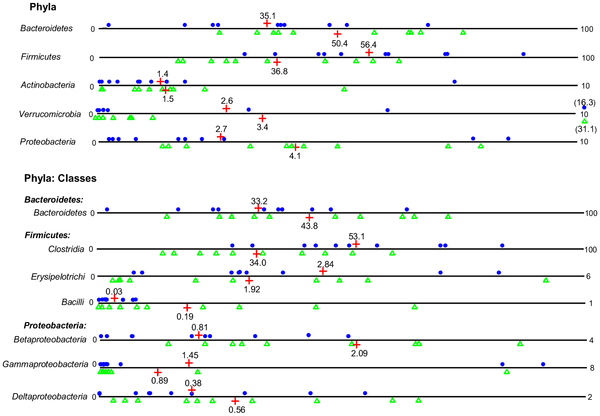 Phyla
35.1
Bacteroidetes 0 100
50.4
56.4
Firmicutes 0 100
36.8
1.4
Actinobacteria 0 10
1.5
2.6 (16.3)
Verrucomicrobia 0 10
3.4 (31.1)
2.7
Proteobacteria 0 10
4.1
Phyla: Classes
Bacteroidetes: 33.2
Bacteroidetes 0 100
43.8
Firmicutes: 53.1
Clostridia 0 100
34.0
2.84
Erysipelotrichi 0 6
1.92
0.03
Bacilli 0 1
0.19
Proteobacteria: 0.81
Betaproteobacteria 0 4
2.09
1.45
Gammaproteobacteria 0 8
0.89
0.38
Deltaproteobacteria 0 2
0.56